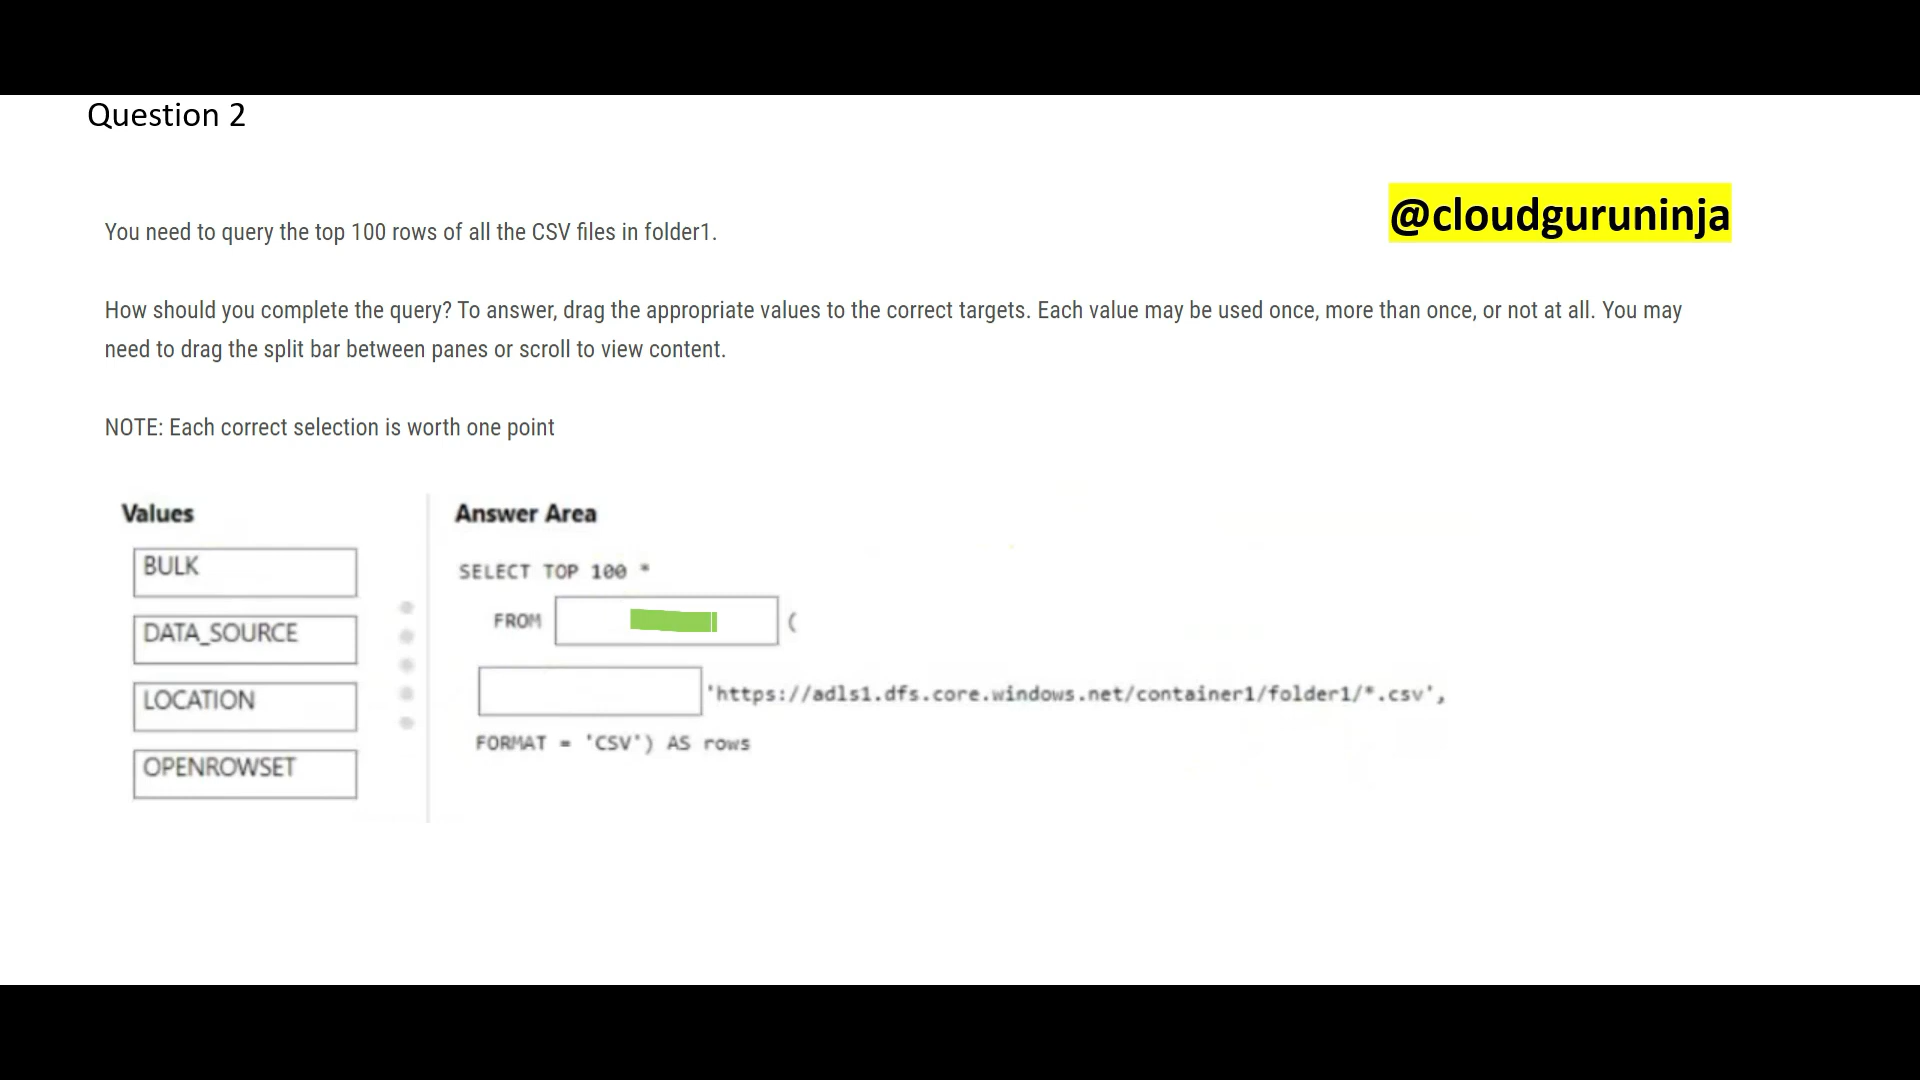 Question 2
@cloudguruninja
You need to query the top 100 rows of all the CSV files in folder1.
How should you complete the query? To answer, drag the appropriate values to the correct targets. Each value may be used once, more than once, or not at all. You may
need to drag the split bar between panes or scroll to view content.
NOTE: Each correct selection is worth one point
Values
BULK
DATA_SOURCE
LOCATION
OPENROWSET
Answer Area
SELECT TOP 100 *
FROM (
'https://adls1.dfs.core.windows.net/container1/folder1/*.csv',
FORMAT = 'CSV') AS rows